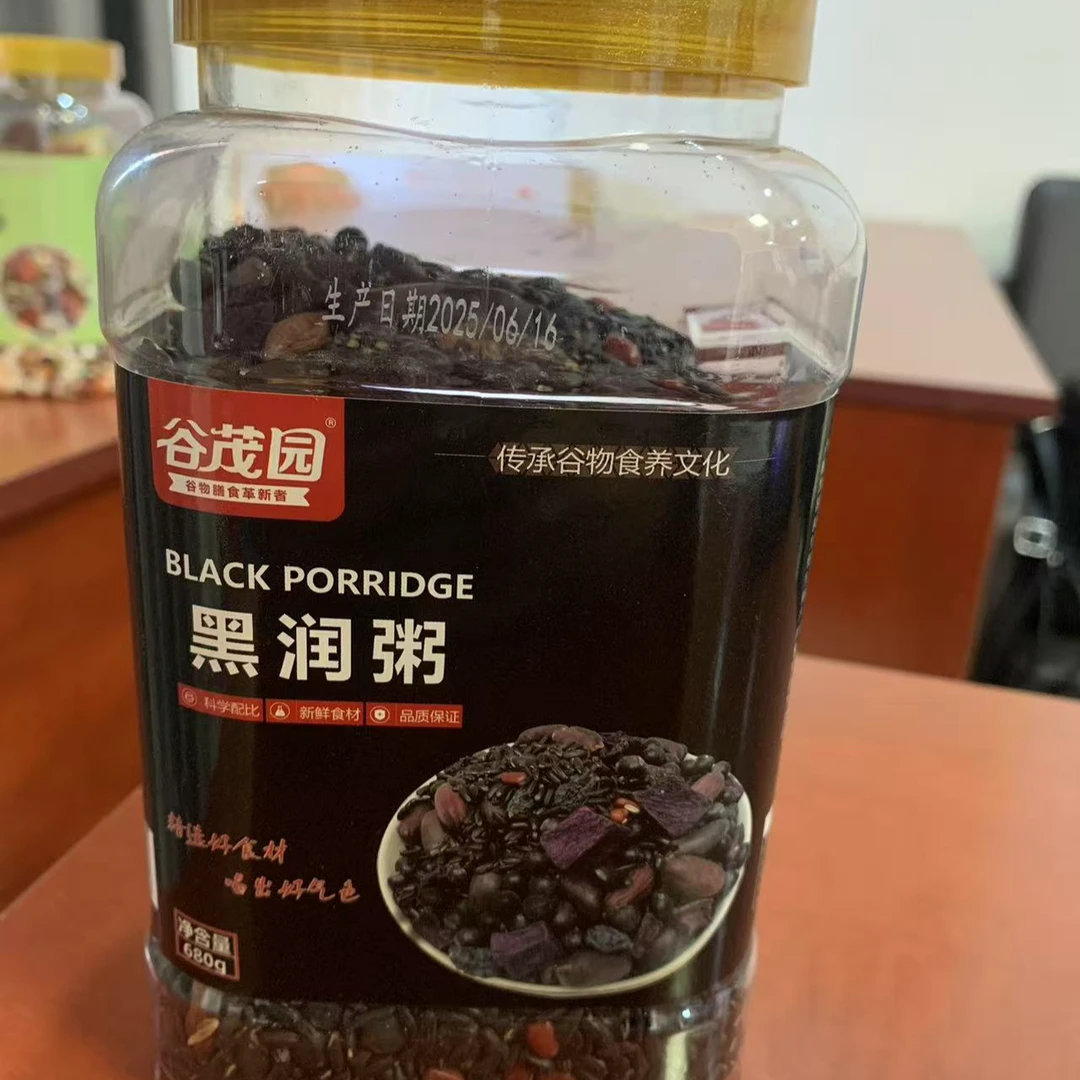 生产日期2025/06/16
谷茂园®
谷物膳食革新者
传承谷物食养文化
BLACK PORRIDGE
黑润粥
科学配比 新鲜食材 品质保证
精选好食材
喝出好气色
净含量
680g